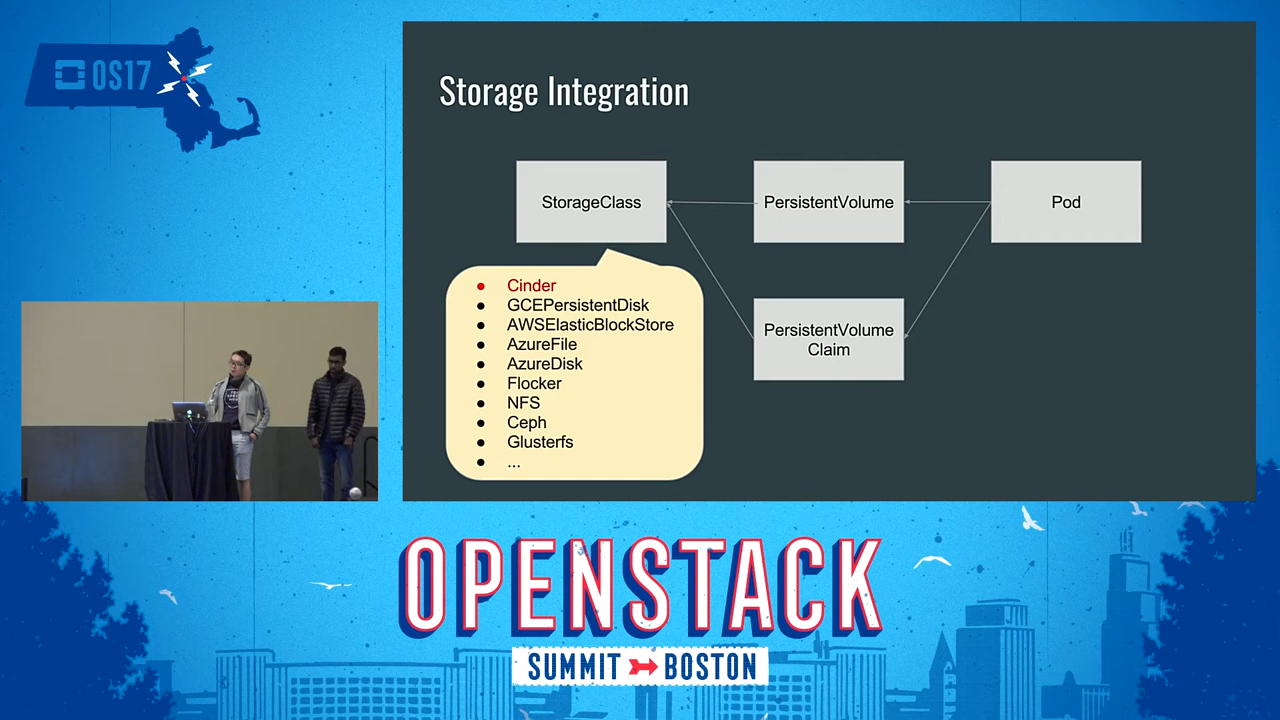 OS17
Storage Integration
StorageClass
PersistentVolume
Pod
• Cinder
• GCEPersistentDisk
• AWSElasticBlockStore
• AzureFile
• AzureDisk
• Flocker
• NFS
• Ceph
• Glusterfs
• ...
PersistentVolume
Claim
OPENSTACK
SUMMIT BOSTON